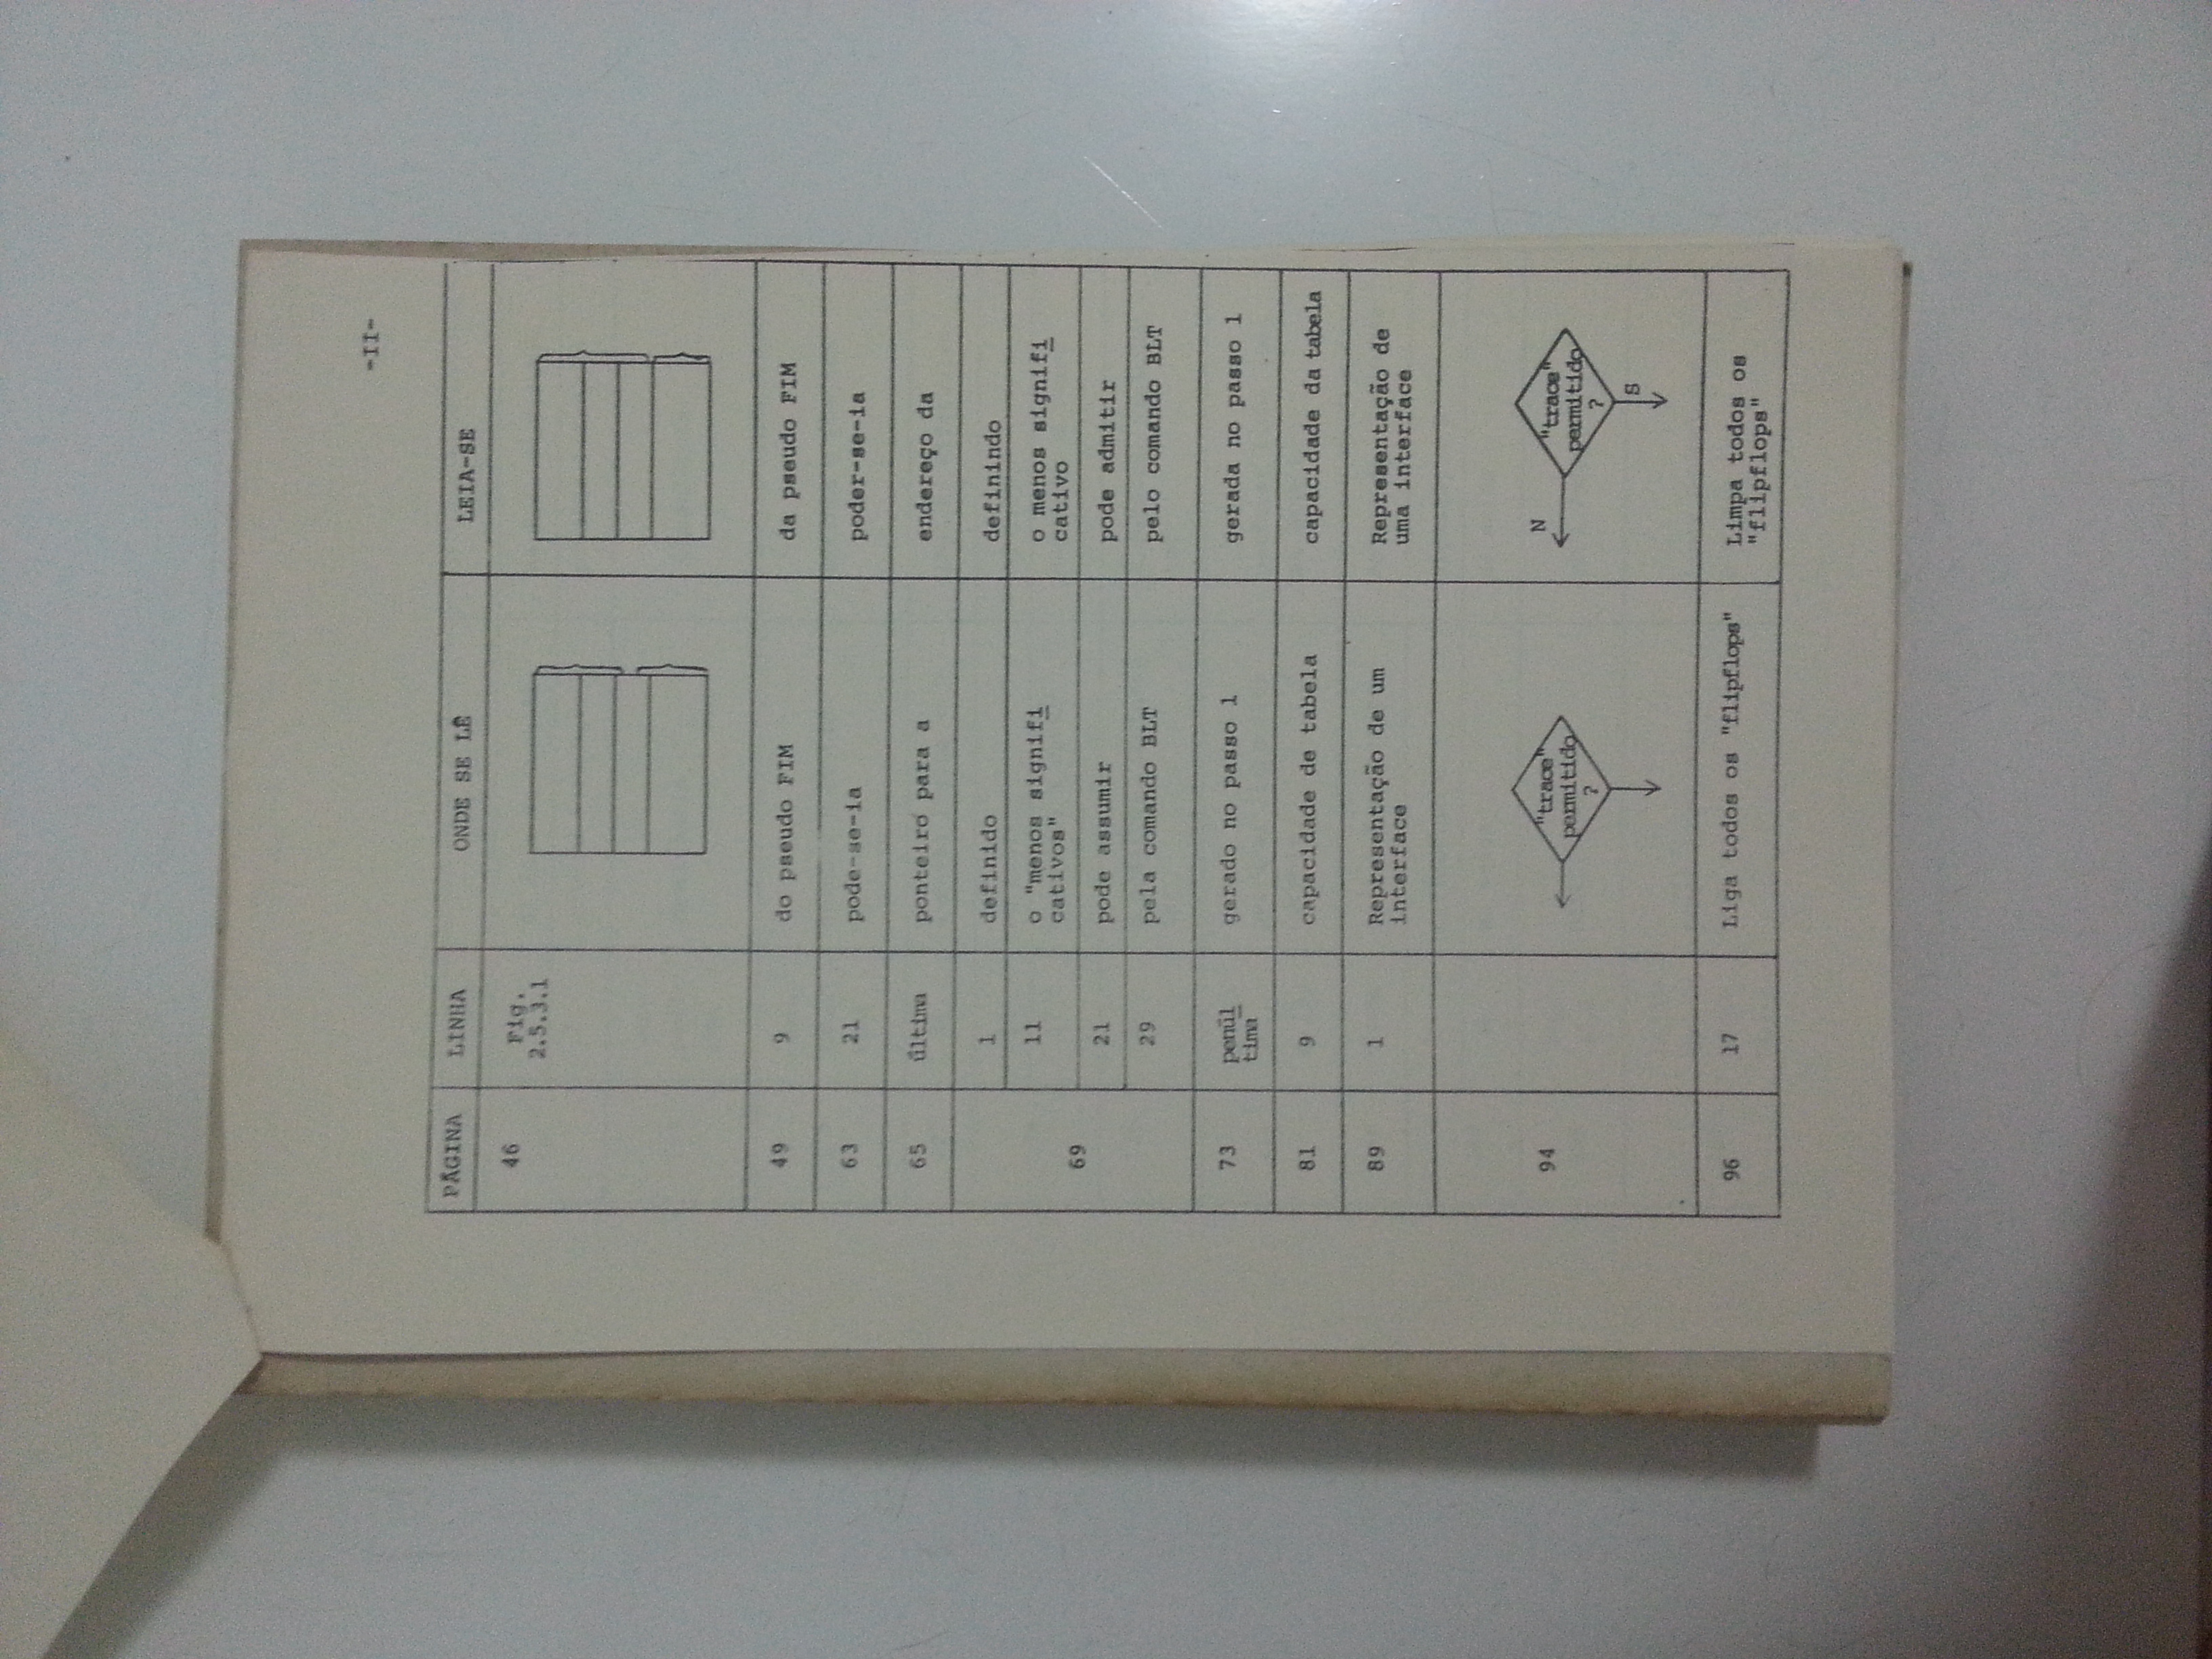 -II-
PÁGINA LINHA ONDE SE LÊ LEIA-SE
46 Fig.
2.5.3.1
49 9 do pseudo FIM da pseudo FIM
63 21 pode-se-ia poder-se-ia
65 última ponteiro para a endereço da
69
1 definido definindo
11 o "menos signifi o menos signifi
cativos" cativo
21 pode assumir pode admitir
29 pela comando BLT pelo comando BLT
73 penúl gerado no passo 1 gerada no passo 1
tima
81 9 capacidade de tabela capacidade da tabela
89 1 Representação de um Representação de
interface uma interface
94
"trace"
permitido
?
N
"trace"
permitido
?
S
96 17 Liga todos os "flipflops" Limpa todos os
"flipflops"